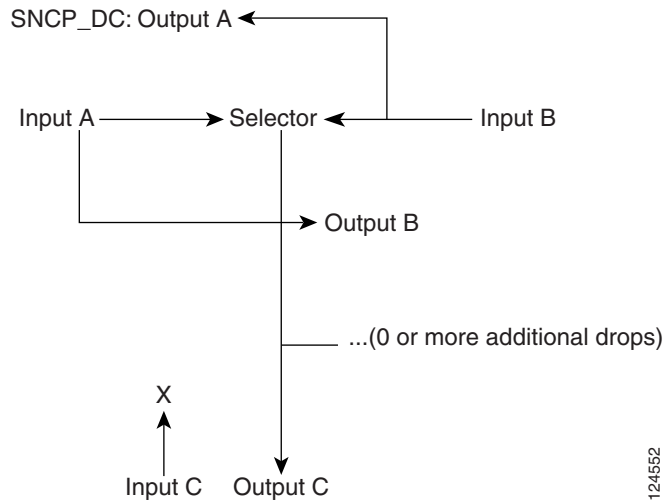 SNCP_DC: Output A
Input A
Selector
Input B
Output B
...(0 or more additional drops)
X
Input C
Output C
124552